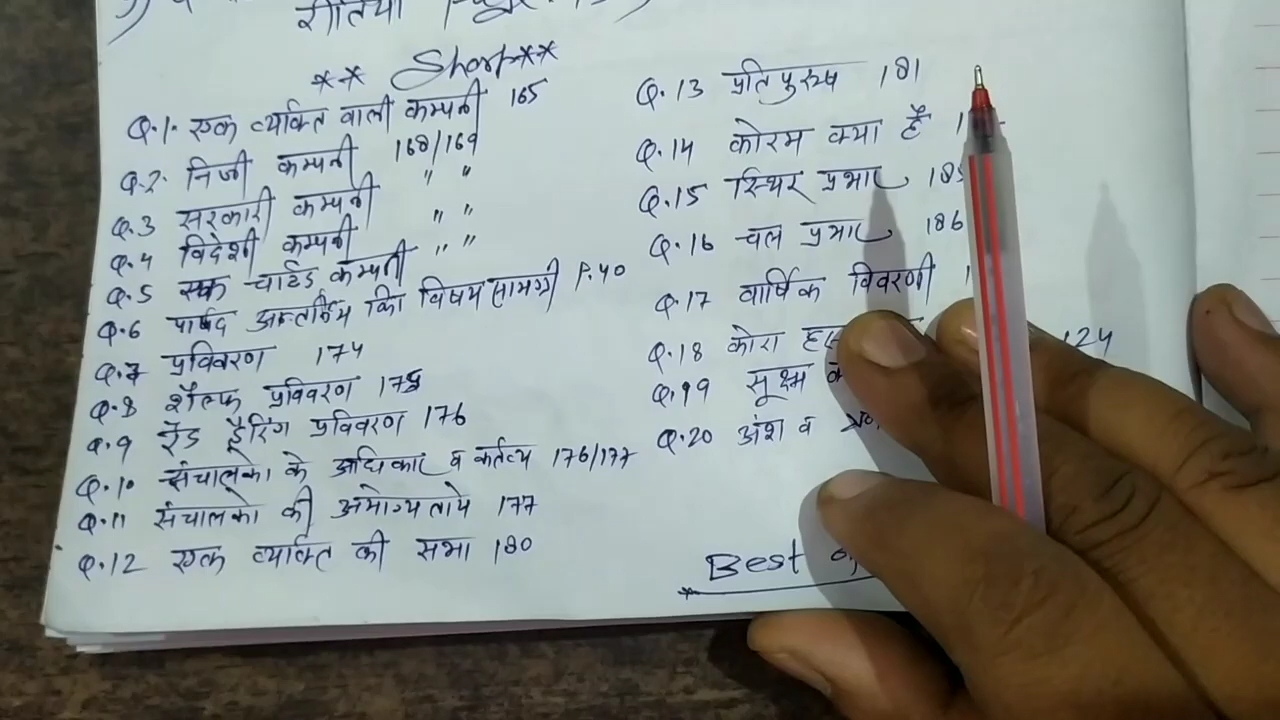 रीतियाँ
** Short **
Q.1. एक व्यक्ति वाली कम्पनी 165
Q.2. निजी कम्पनी 168/169
Q.3 सरकारी कम्पनी " "
Q.4 विदेशी कम्पनी " "
Q.5 चार्टड कम्पनी " "
Q.6 पार्षद अन्तर्नियम कि विषय सामग्री P.40
Q.7 प्रविवरण 174
Q.8 शैल्फ प्रविवरण 175
Q.9 रेड हैरिंग प्रविवरण 176
Q.10 संचालको के अधिकार व कर्तव्य 176/177
Q.11 संचालको की अयोग्यताये 177
Q.12 एक व्यक्ति की सभा 180
Q.13 प्रतिपुरुष 181
Q.14 कोरम क्या है
Q.15 स्थिर प्रभार 185
Q.16 चल प्रभार 186
Q.17 वार्षिक विवरणी
Q.18 कोरा 124
Q.19 सूक्ष्म
Q.20 अंश व
Best of